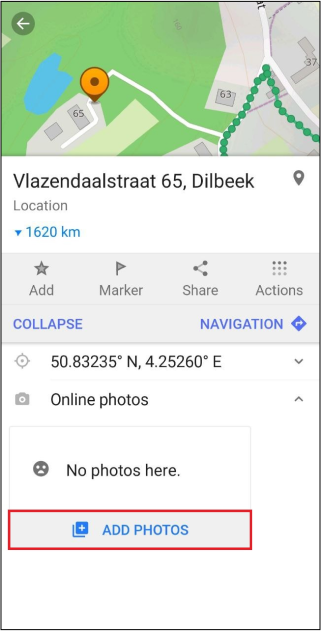 37
63
65
Vlazendaalstraat 65, Dilbeek
Location
1620 km
Add Marker Share Actions
COLLAPSE NAVIGATION
50.83235° N, 4.25260° E
Online photos
No photos here.
ADD PHOTOS